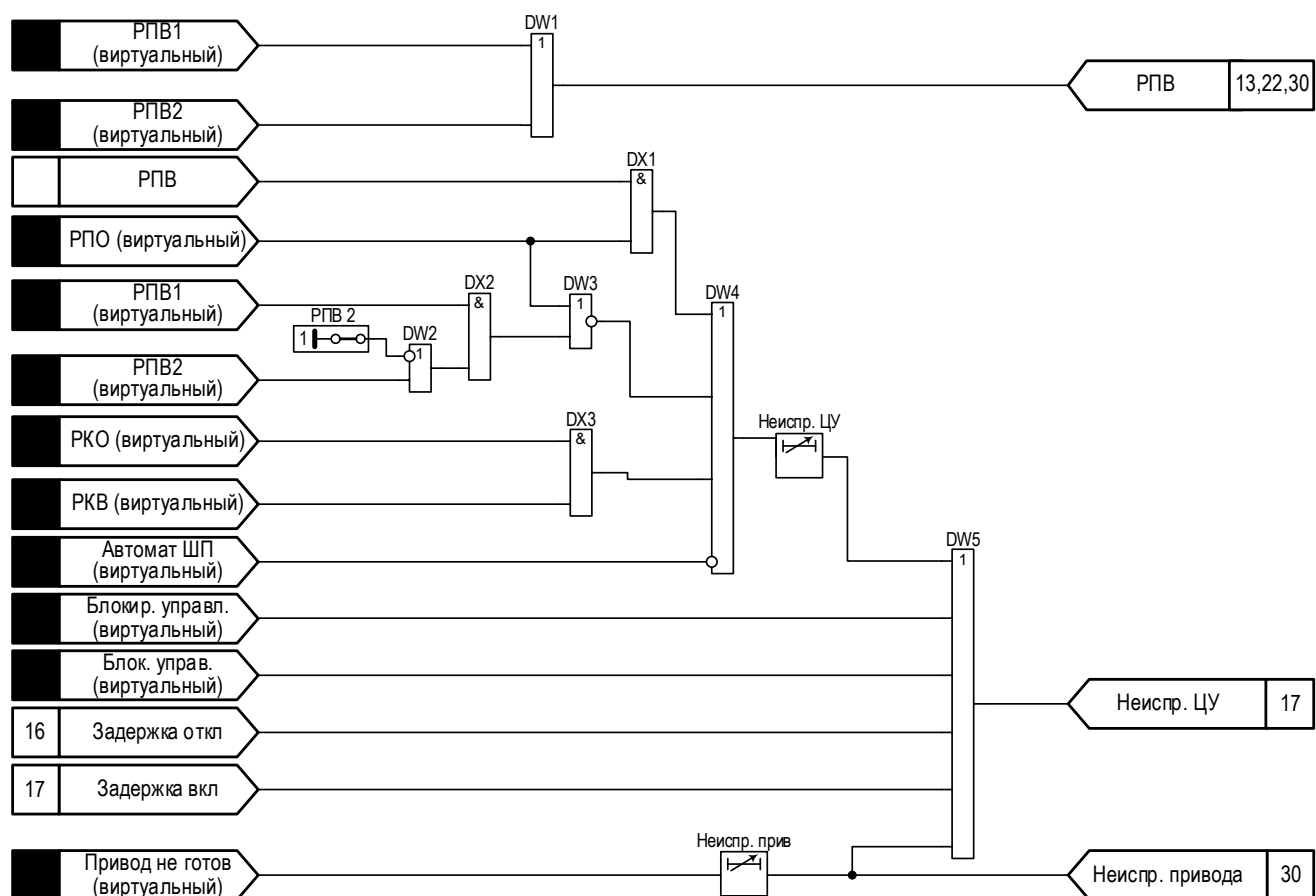 РПВ1
(виртуальный)
DW1
1
РПВ 13,22,30
РПВ2
(виртуальный)
РПВ
DX1
&
РПО (виртуальный)
РПВ1
(виртуальный)
DX2
&
DW3
1
DW4
1
РПВ 2
1
DW2
1
РПВ2
(виртуальный)
РКО (виртуальный)
DX3
&
Неиспр. ЦУ
РКВ (виртуальный)
Автомат ШП
(виртуальный)
DW5
1
Блокир. управл.
(виртуальный)
Блок. управ.
(виртуальный)
Неиспр. ЦУ 17
16 Задержка откл
17 Задержка вкл
Неиспр. прив
Привод не готов
(виртуальный)
Неиспр. привода 30